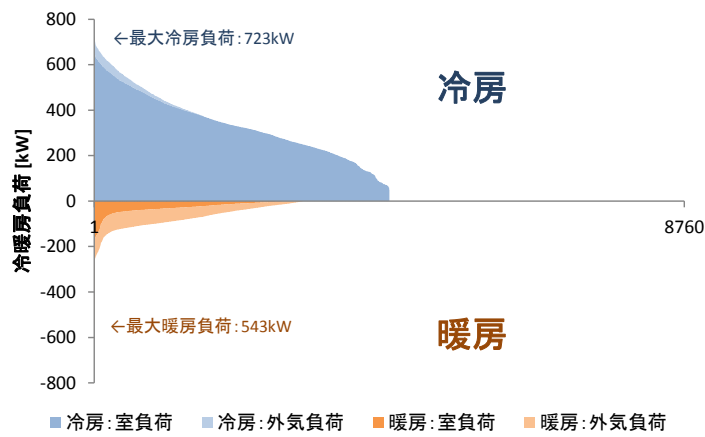 800
←最大冷房負荷：723kW
600
冷房
400
200
0
1
8760
冷暖房負荷 [kW]
-200
-400
←最大暖房負荷：543kW
暖房
-600
-800
冷房：室負荷 冷房：外気負荷 暖房：室負荷 暖房：外気負荷